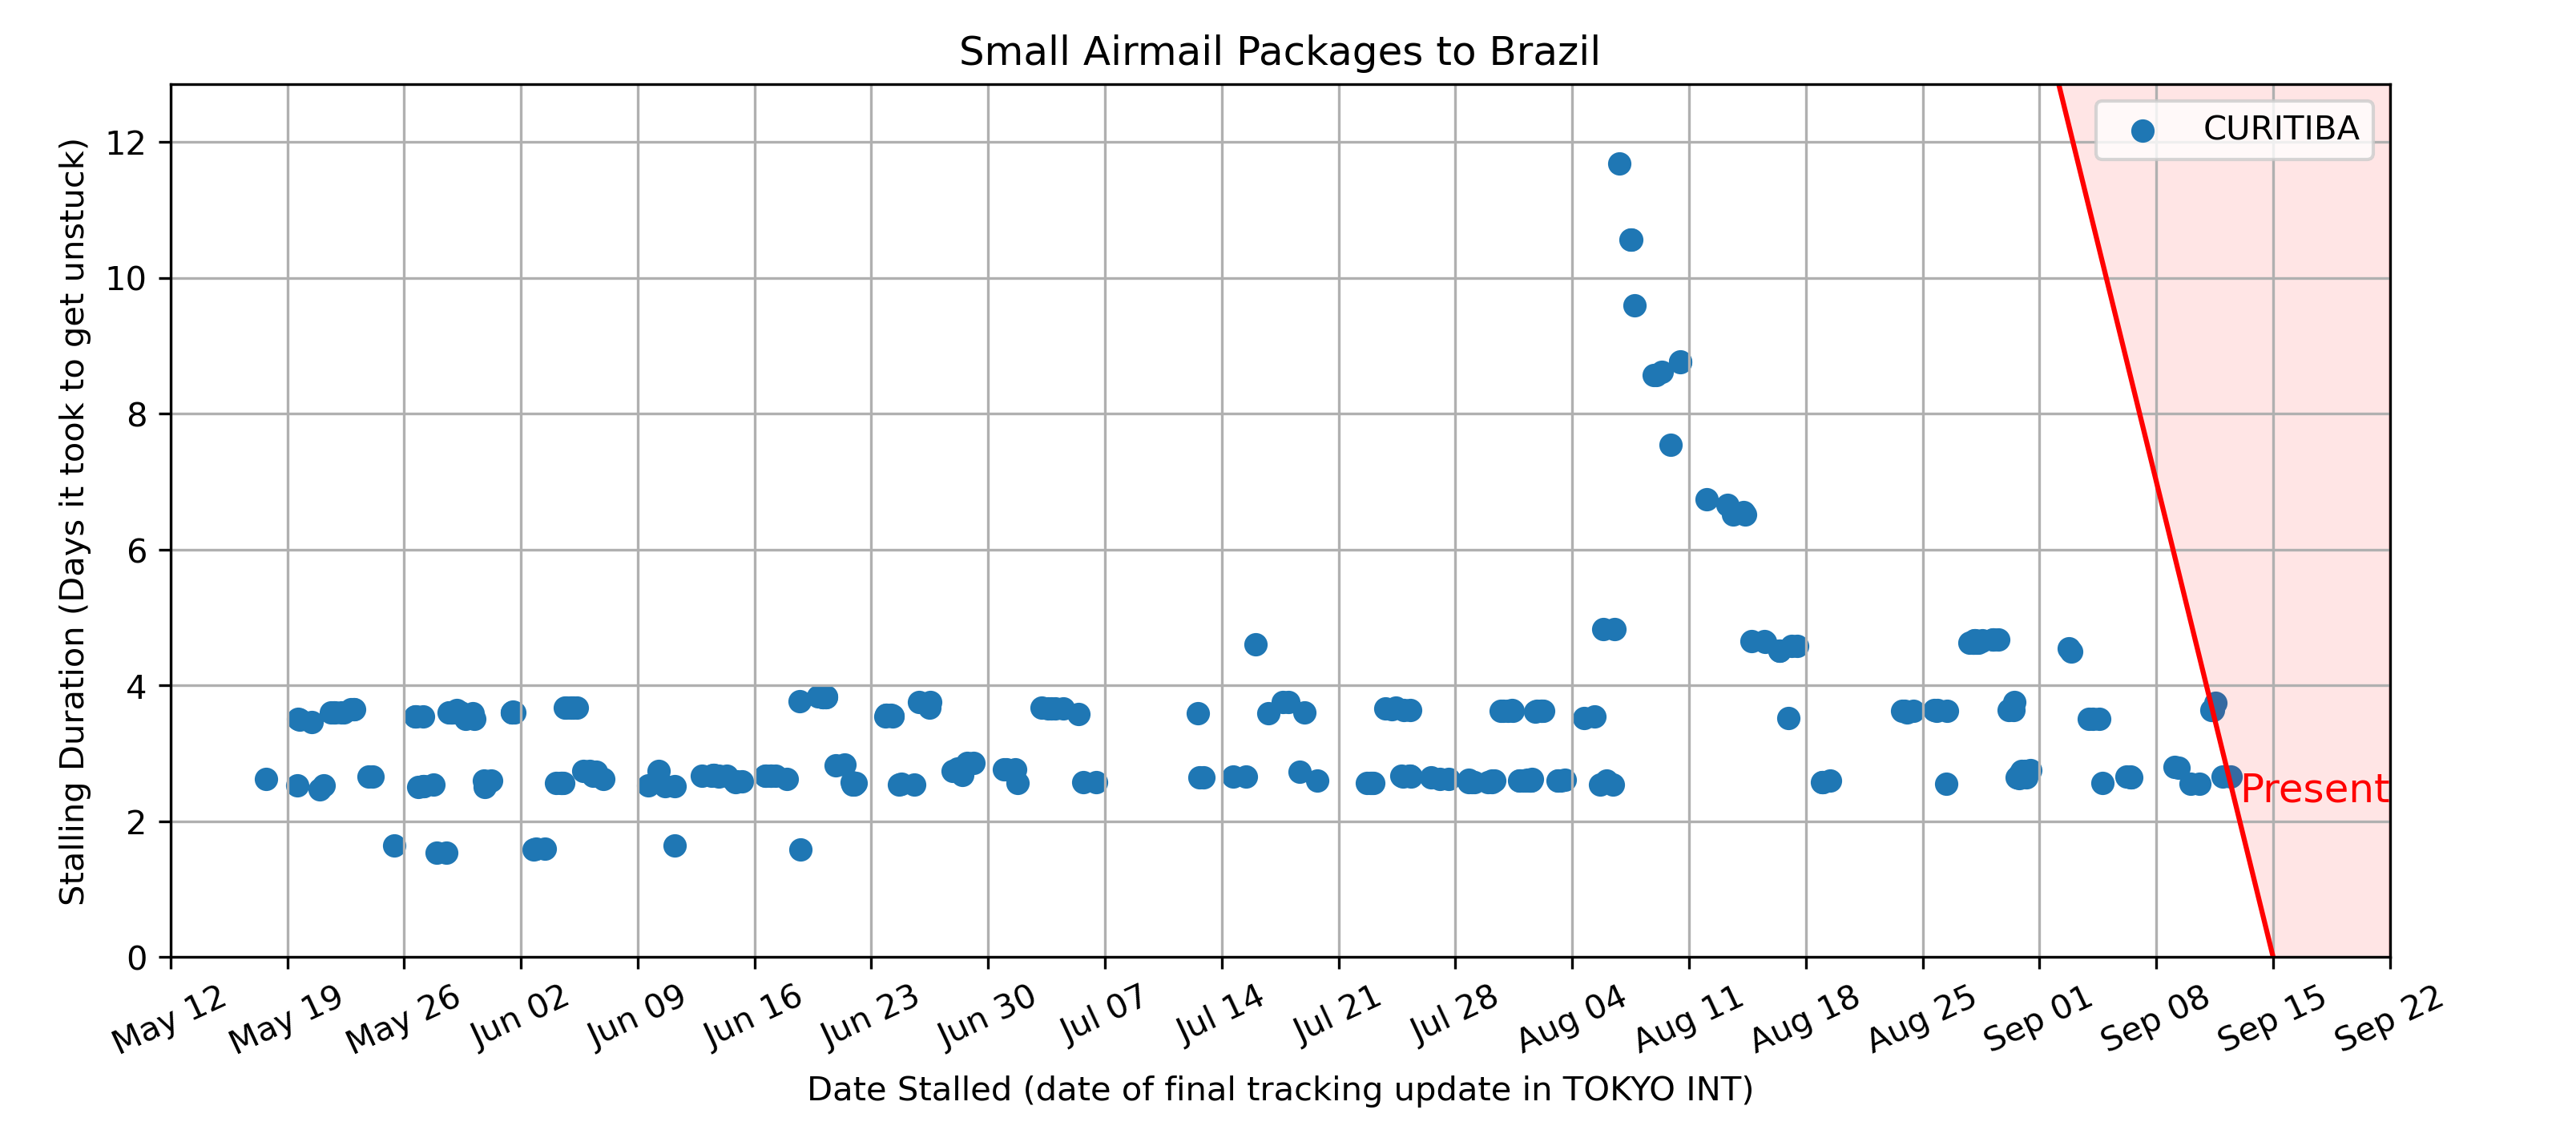 Small Airmail Packages to Brazil
CURITIBA
Stalling Duration (Days it took to get unstuck)
12
10
8
6
4
2
0
Present
May 12
May 19
May 26
Jun 02
Jun 09
Jun 16
Jun 23
Jun 30
Jul 07
Jul 14
Jul 21
Jul 28
Aug 04
Aug 11
Aug 18
Aug 25
Sep 01
Sep 08
Sep 15
Sep 22
Date Stalled (date of final tracking update in TOKYO INT)